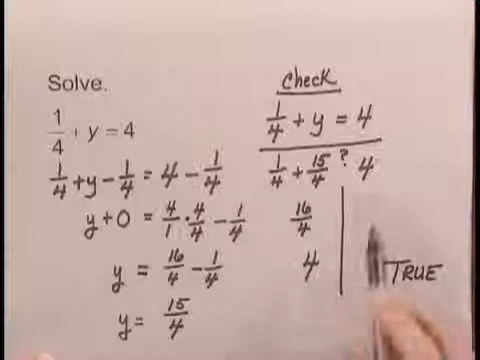 Solve.
1/4 + y = 4
1/4 + y - 1/4 = 4 - 1/4
y + 0 = 4/1 · 4/4 - 1/4
y = 16/4 - 1/4
y = 15/4
Check
1/4 + y = 4
1/4 + 15/4 ? 4
16/4
4 TRUE